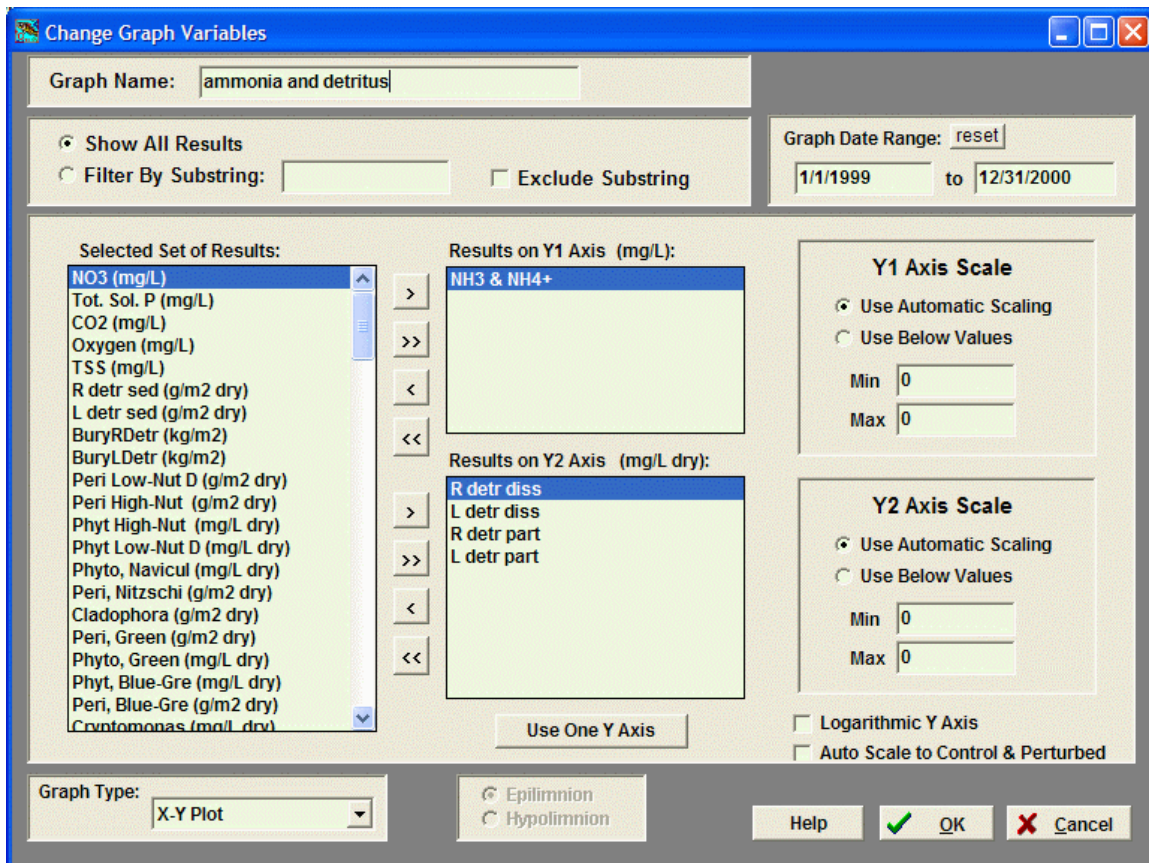 Change Graph Variables
Graph Name: ammonia and detritus
Show All Results
Filter By Substring:
Exclude Substring
Graph Date Range: reset
1/1/1999 to 12/31/2000
Selected Set of Results:
NO3 (mg/L)
Tot. Sol. P (mg/L)
CO2 (mg/L)
Oxygen (mg/L)
TSS (mg/L)
R detr sed (g/m2 dry)
L detr sed (g/m2 dry)
BuryRDetr (kg/m2)
BuryLDetr (kg/m2)
Peri Low-Nut D (g/m2 dry)
Peri High-Nut (g/m2 dry)
Phyt High-Nut (mg/L dry)
Phyt Low-Nut D (mg/L dry)
Phyto, Navicul (mg/L dry)
Peri, Nitzschi (g/m2 dry)
Cladophora (g/m2 dry)
Peri, Green (g/m2 dry)
Phyto, Green (mg/L dry)
Phyt, Blue-Gre (mg/L dry)
Peri, Blue-Gre (g/m2 dry)
Cryptomonas (mg/L dry)
>
>>
<
<<
>
>>
<
<<
Results on Y1 Axis (mg/L):
NH3 & NH4+
Results on Y2 Axis (mg/L dry):
R detr diss
L detr diss
R detr part
L detr part
Use One Y Axis
Y1 Axis Scale
Use Automatic Scaling
Use Below Values
Min 0
Max 0
Y2 Axis Scale
Use Automatic Scaling
Use Below Values
Min 0
Max 0
Logarithmic Y Axis
Auto Scale to Control & Perturbed
Graph Type:
X-Y Plot
Epilimnion
Hypolimnion
Help
OK
Cancel